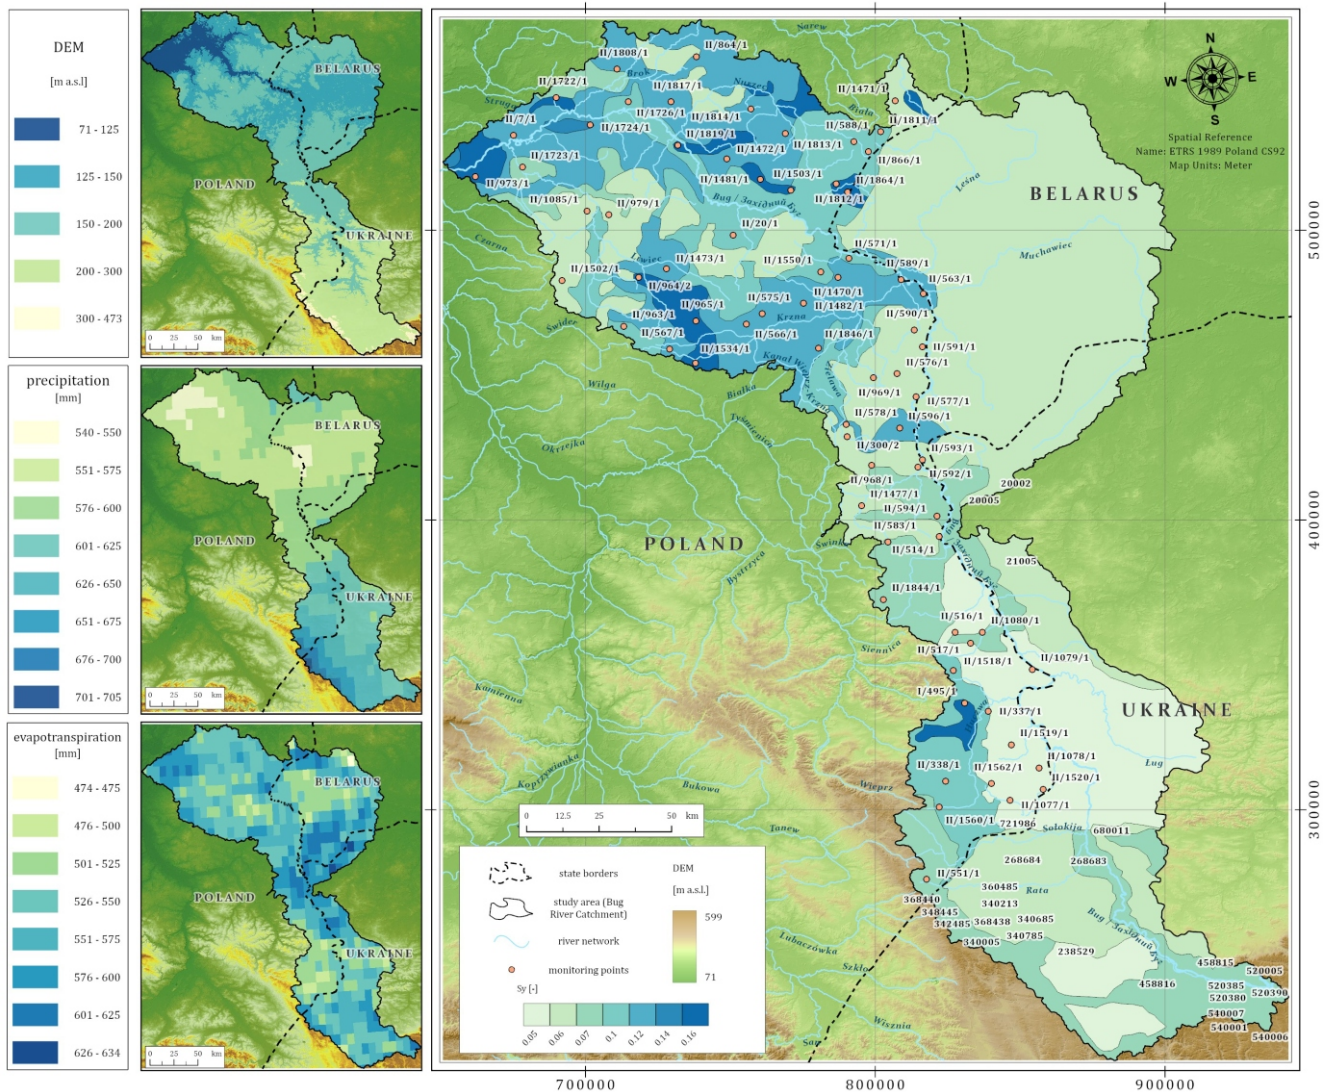 DEM
[m a.s.l]
71 - 125
125 - 150
150 - 200
200 - 300
300 - 473
BELARUS
POLAND
UKRAINE
0 25 50 km
precipitation
[mm]
540 - 550
551 - 575
576 - 600
601 - 625
626 - 650
651 - 675
676 - 700
701 - 705
BELARUS
POLAND
UKRAINE
0 25 50 km
evapotranspiration
[mm]
474 - 475
476 - 500
501 - 525
526 - 550
551 - 575
576 - 600
601 - 625
626 - 634
BELARUS
POLAND
UKRAINE
0 25 50 km
N
W E
S
Spatial Reference
Name: ETRS 1989 Poland CS92
Map Units: Meter
Narew
II/864/1
II/1808/1
Brok
Nurzec
II/1722/1
II/1817/1
II/1471/1
Biała
II/7/1
II/1726/1
II/1814/1
II/588/1
II/1811/1
II/1724/1
II/1819/1
II/1472/1
II/1813/1
II/866/1
II/1723/1
II/973/1
II/1481/1
II/1503/1
II/1864/1
Leśna
BELARUS
II/1085/1
II/979/1
Bug / Західний Буг
II/1812/1
II/20/1
Czarna
II/571/1
Muchawiec
Liwiec
II/1473/1
II/1550/1
II/589/1
II/1502/1
II/964/2
II/563/1
II/965/1
II/575/1
II/1470/1
II/1482/1
II/963/1
Krzna
II/590/1
Świder
II/567/1
II/566/1
II/1846/1
II/1534/1
II/591/1
Kanał Wieprz-Krzna
II/576/1
Wilga
Białka
II/969/1
II/577/1
Tyśmienica
II/578/1
II/596/1
Okrzejka
II/300/2
II/593/1
II/968/1
II/592/1
20002
II/1477/1
20005
II/594/1
II/583/1
POLAND
Świnka
II/514/1
Bug / Західний Буг
21005
Bystrzyca
II/1844/1
II/516/1
II/1080/1
Siennica
II/517/1
II/1518/1
II/1079/1
Kamienna
I/495/1
II/337/1
UKRAINE
II/1519/1
II/338/1
II/1562/1
II/1078/1
Ług
II/1520/1
Koprzywianka
Bukowa
Wieprz
II/1077/1
II/1560/1
721986
Tanew
Sołokija
680011
268684
268683
II/551/1
360485
Rata
368440
340213
348445
368438
340685
342485
340785
Bug / Західний Буг
340005
Lubaczówka
238529
458815
520005
Szkło
458816
520385
520390
520380
540007
Wisznia
540001
San
540006
0 12.5 25 50 km
state borders
study area (Bug
River Catchment)
river network
monitoring points
DEM
[m a.s.l.]
599
71
Sy [-]
0.05 0.06 0.07 0.1 0.12 0.14 0.16
500000
400000
300000
700000 800000 900000